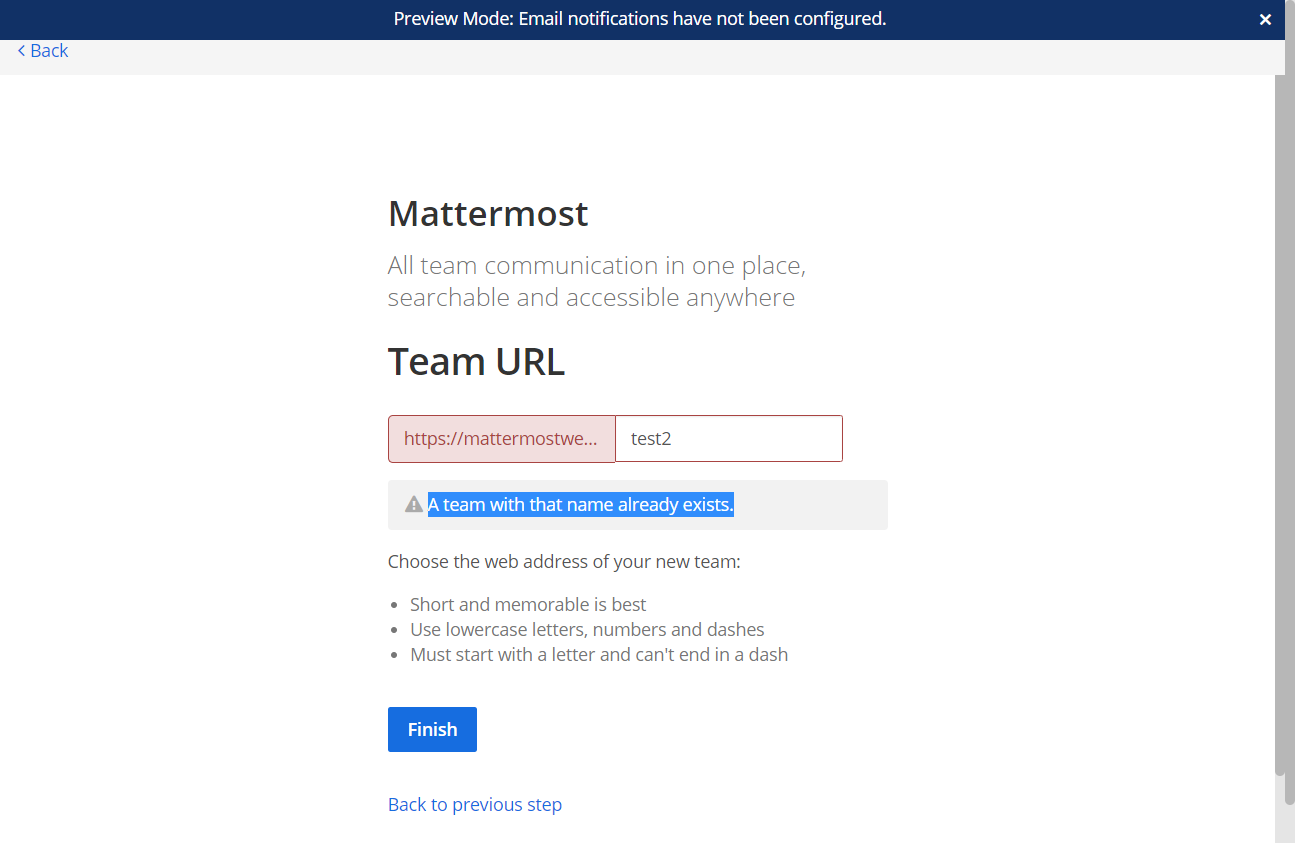 Preview Mode: Email notifications have not been configured.
Back
Mattermost
All team communication in one place,
searchable and accessible anywhere
Team URL
https://mattermostwe... test2
A team with that name already exists.
Choose the web address of your new team:
Short and memorable is best
Use lowercase letters, numbers and dashes
Must start with a letter and can't end in a dash
Finish
Back to previous step